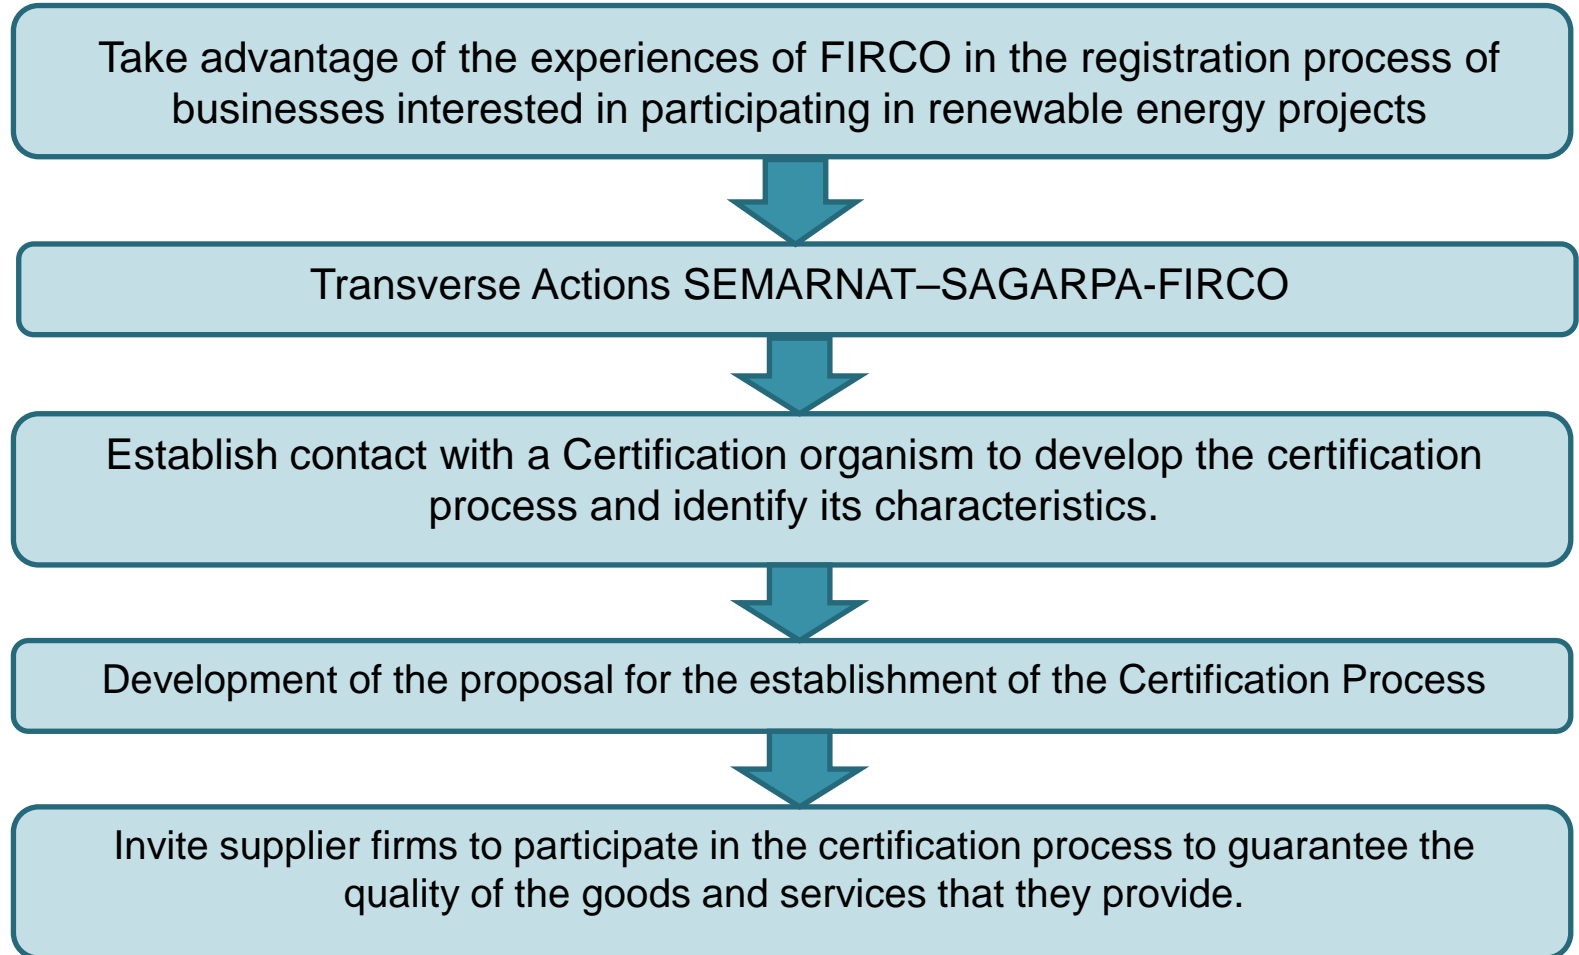 Take advantage of the experiences of FIRCO in the registration process of
businesses interested in participating in renewable energy projects
Transverse Actions SEMARNAT–SAGARPA-FIRCO
Establish contact with a Certification organism to develop the certification
process and identify its characteristics.
Development of the proposal for the establishment of the Certification Process
Invite supplier firms to participate in the certification process to guarantee the
quality of the goods and services that they provide.